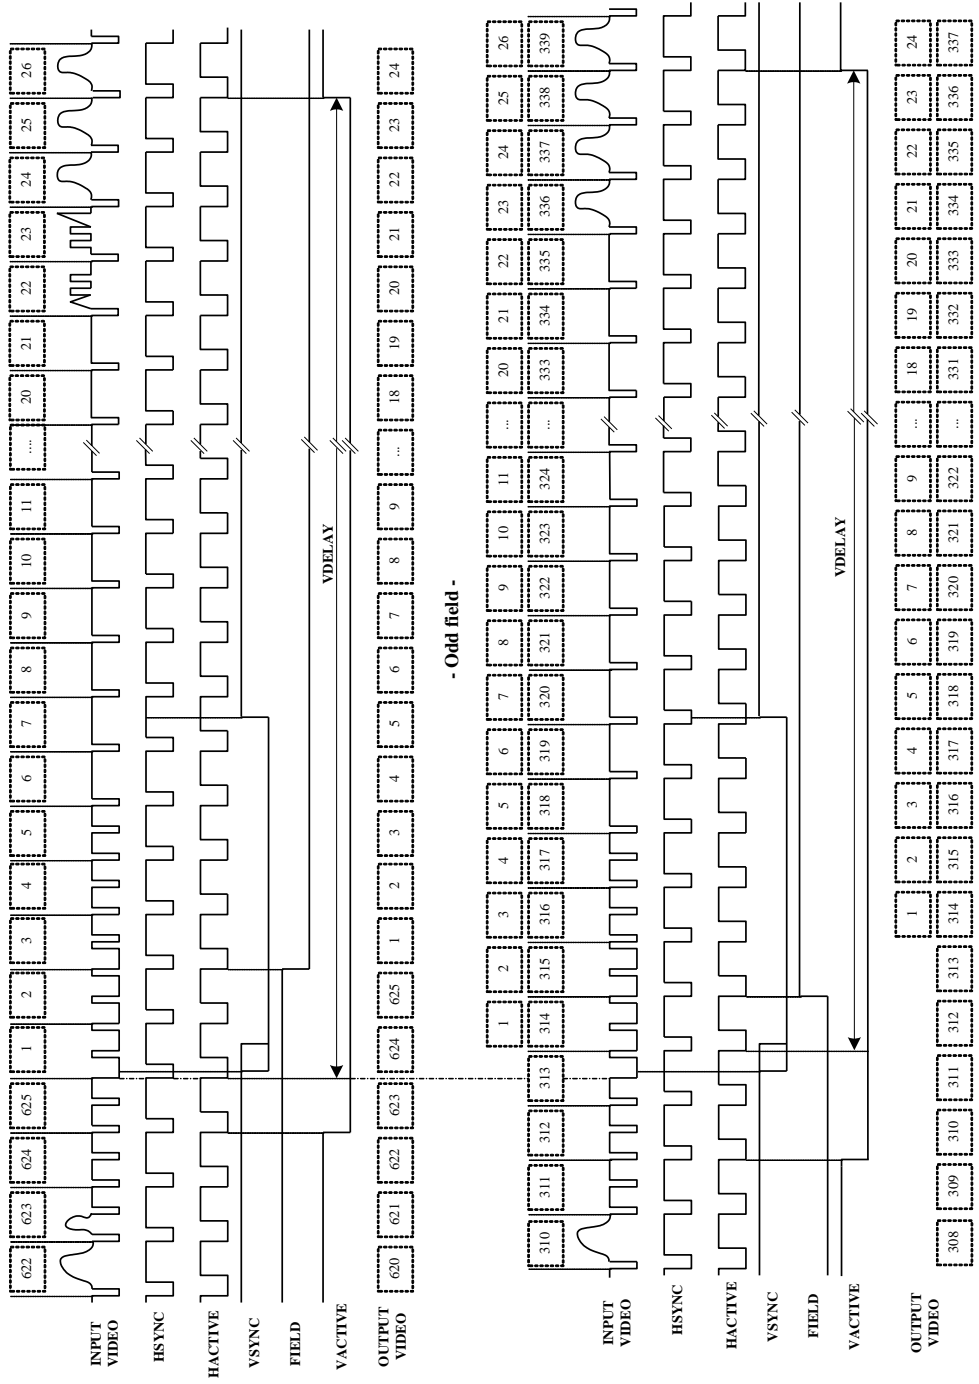 622 623 624 625 1 2 3 4 5 6 7 8 9 10 11 .... 20 21 22 23 24 25 26
INPUT
VIDEO
HSYNC
HACTIVE
VSYNC
FIELD
VDELAY
VACTIVE
OUTPUT
VIDEO
620 621 622 623 624 625 1 2 3 4 5 6 7 8 9 ... 18 19 20 21 22 23 24
- Odd field -
1 2 3 4 5 6 7 8 9 10 11 ... 20 21 22 23 24 25 26
310 311 312 313 314 315 316 317 318 319 320 321 322 323 324 ... 333 334 335 336 337 338 339
INPUT
VIDEO
HSYNC
HACTIVE
VSYNC
FIELD
VDELAY
VACTIVE
OUTPUT
VIDEO
1 2 3 4 5 6 7 8 9 ... 18 19 20 21 22 23 24
308 309 310 311 312 313 314 315 316 317 318 319 320 321 322 ... 331 332 333 334 335 336 337